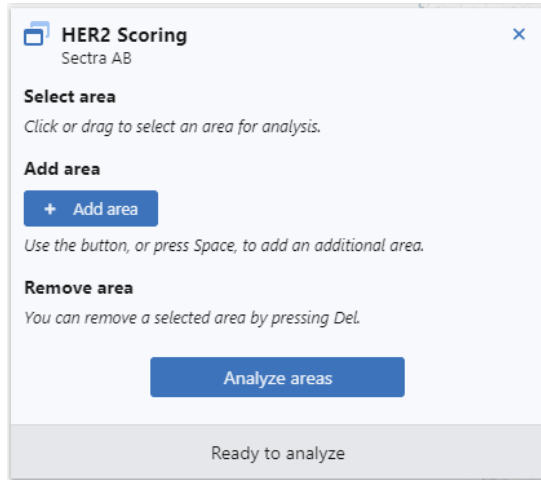 HER2 Scoring
Sectra AB
Select area
Click or drag to select an area for analysis.
Add area
+ Add area
Use the button, or press Space, to add an additional area.
Remove area
You can remove a selected area by pressing Del.
Analyze areas
Ready to analyze